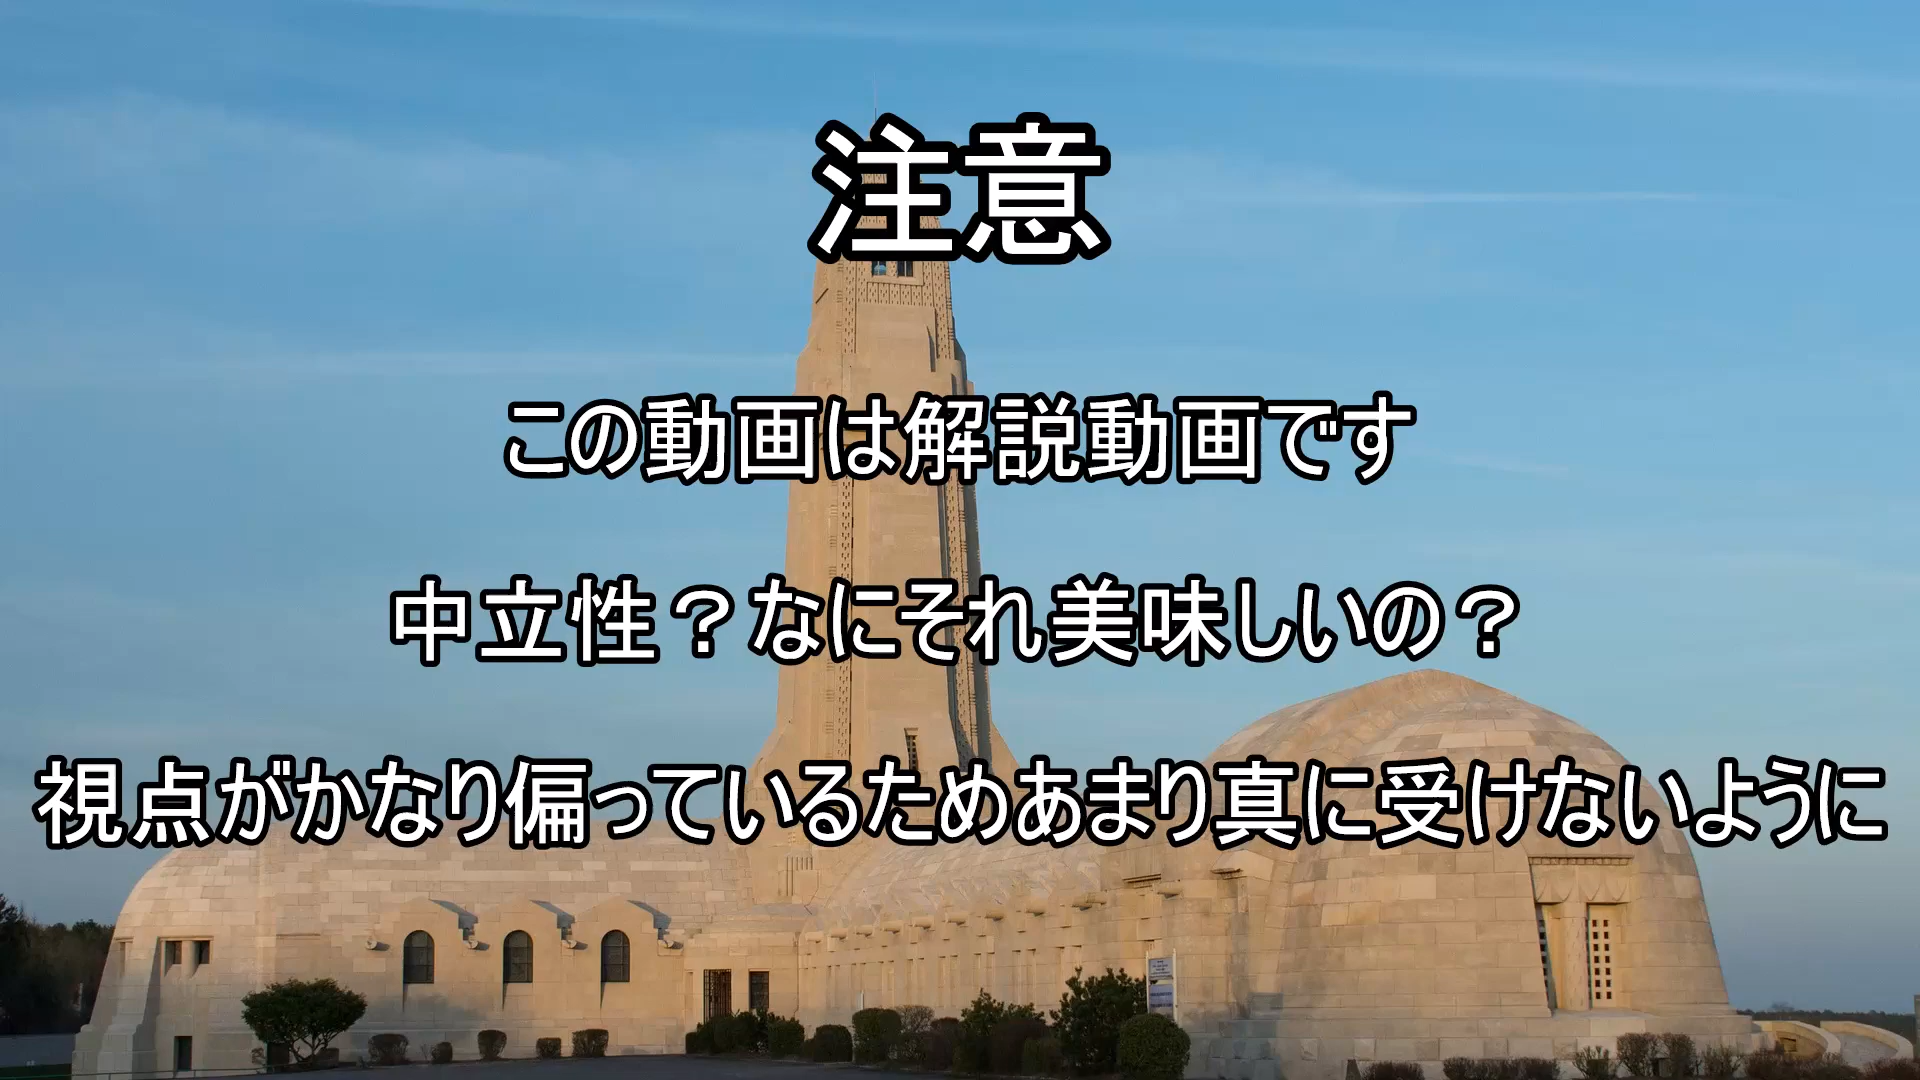 注意
この動画は解説動画です
中立性？なにそれ美味しいの？
視点がかなり偏っているためあまり真に受けないように